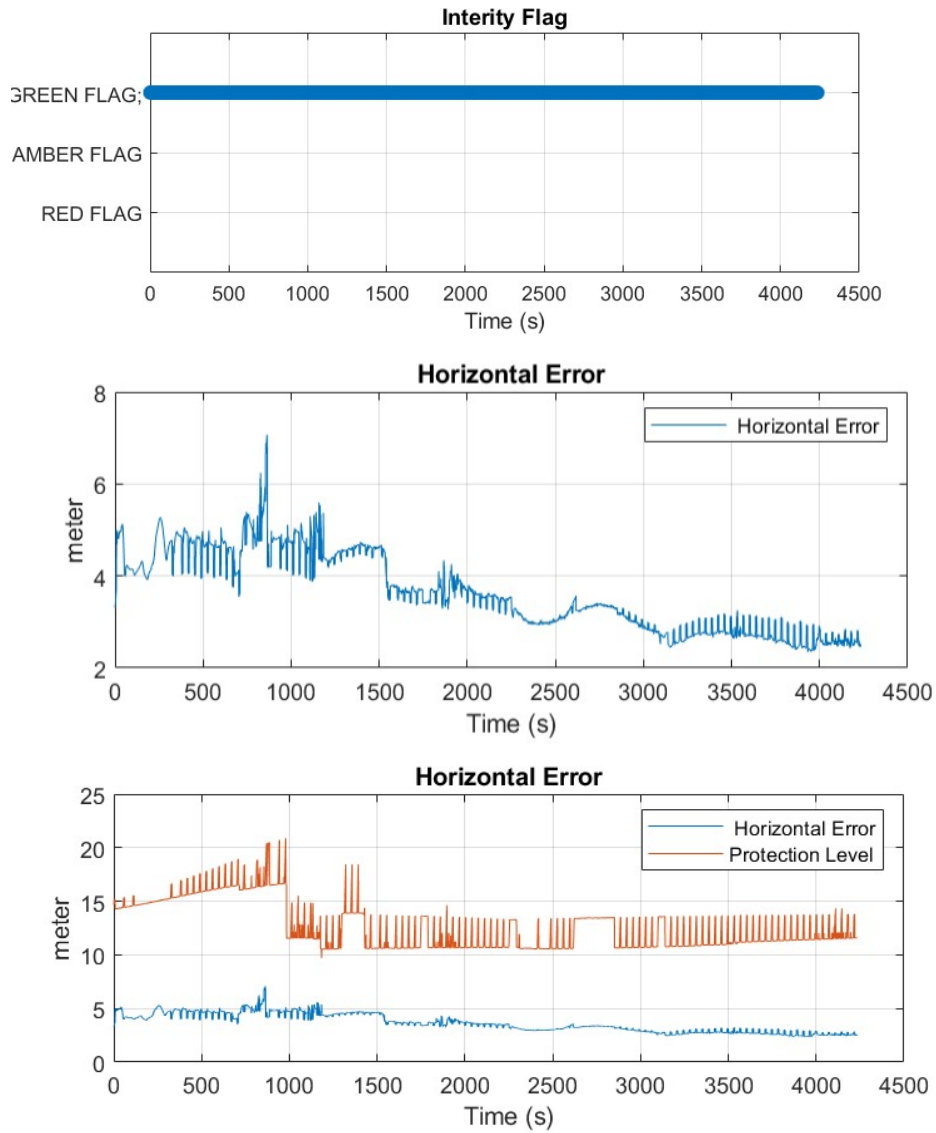 Interity Flag
GREEN FLAG;
AMBER FLAG
RED FLAG
0 500 1000 1500 2000 2500 3000 3500 4000 4500
Time (s)
Horizontal Error
8
6
4
2
meter
Horizontal Error
0 500 1000 1500 2000 2500 3000 3500 4000 4500
Time (s)
Horizontal Error
25
20
15
10
5
0
meter
Horizontal Error
Protection Level
0 500 1000 1500 2000 2500 3000 3500 4000 4500
Time (s)